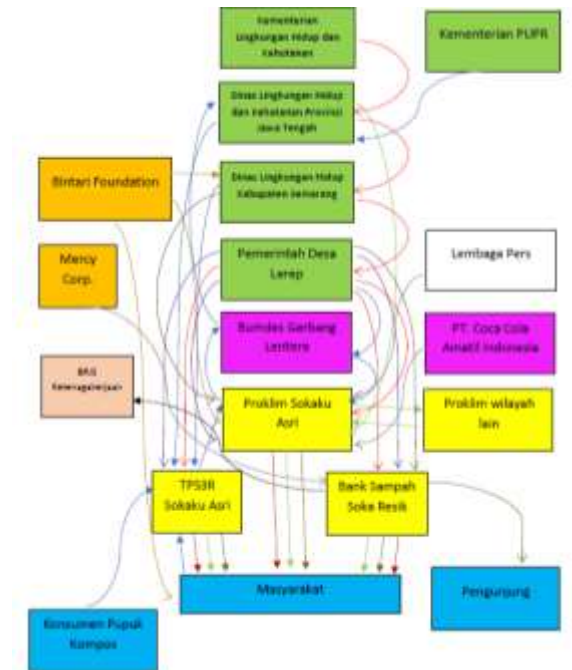 Kementerian
Lingkungan Hidup dan
Kehutanan
Kementerian PUPR
Dinas Lingkungan Hidup
dan Kehutanan Provinsi
Jawa Tengah
Bintari Foundation
Dinas Lingkungan Hidup
Kabupaten Semarang
Mercy
Corp.
Pemerintah Desa
Lerep
Lembaga Pers
Bumdes Gerbang
Lentera
PT. Coca Cola
Amatil Indonesia
Ketenagakerjaan
Proklim Sokaku
Asri
Proklim wilayah
lain
TPS3R
Sokaku Asri
Bank Sampah
Soka Resik
Masyarakat
Pengunjung
Konsumen Pupuk
Kompos